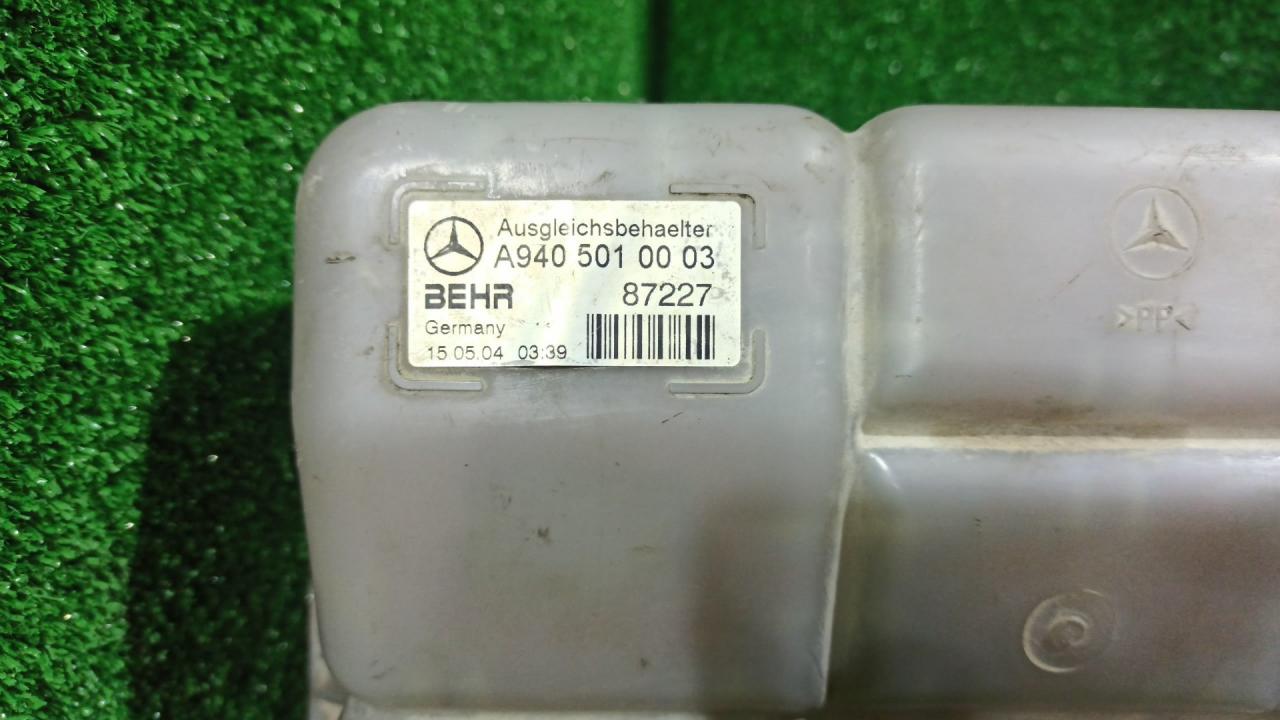 Ausgleichsbehaelter
A940 501 00 03
BEHR 87227
Germany
15 05.04 03:39
>PP<